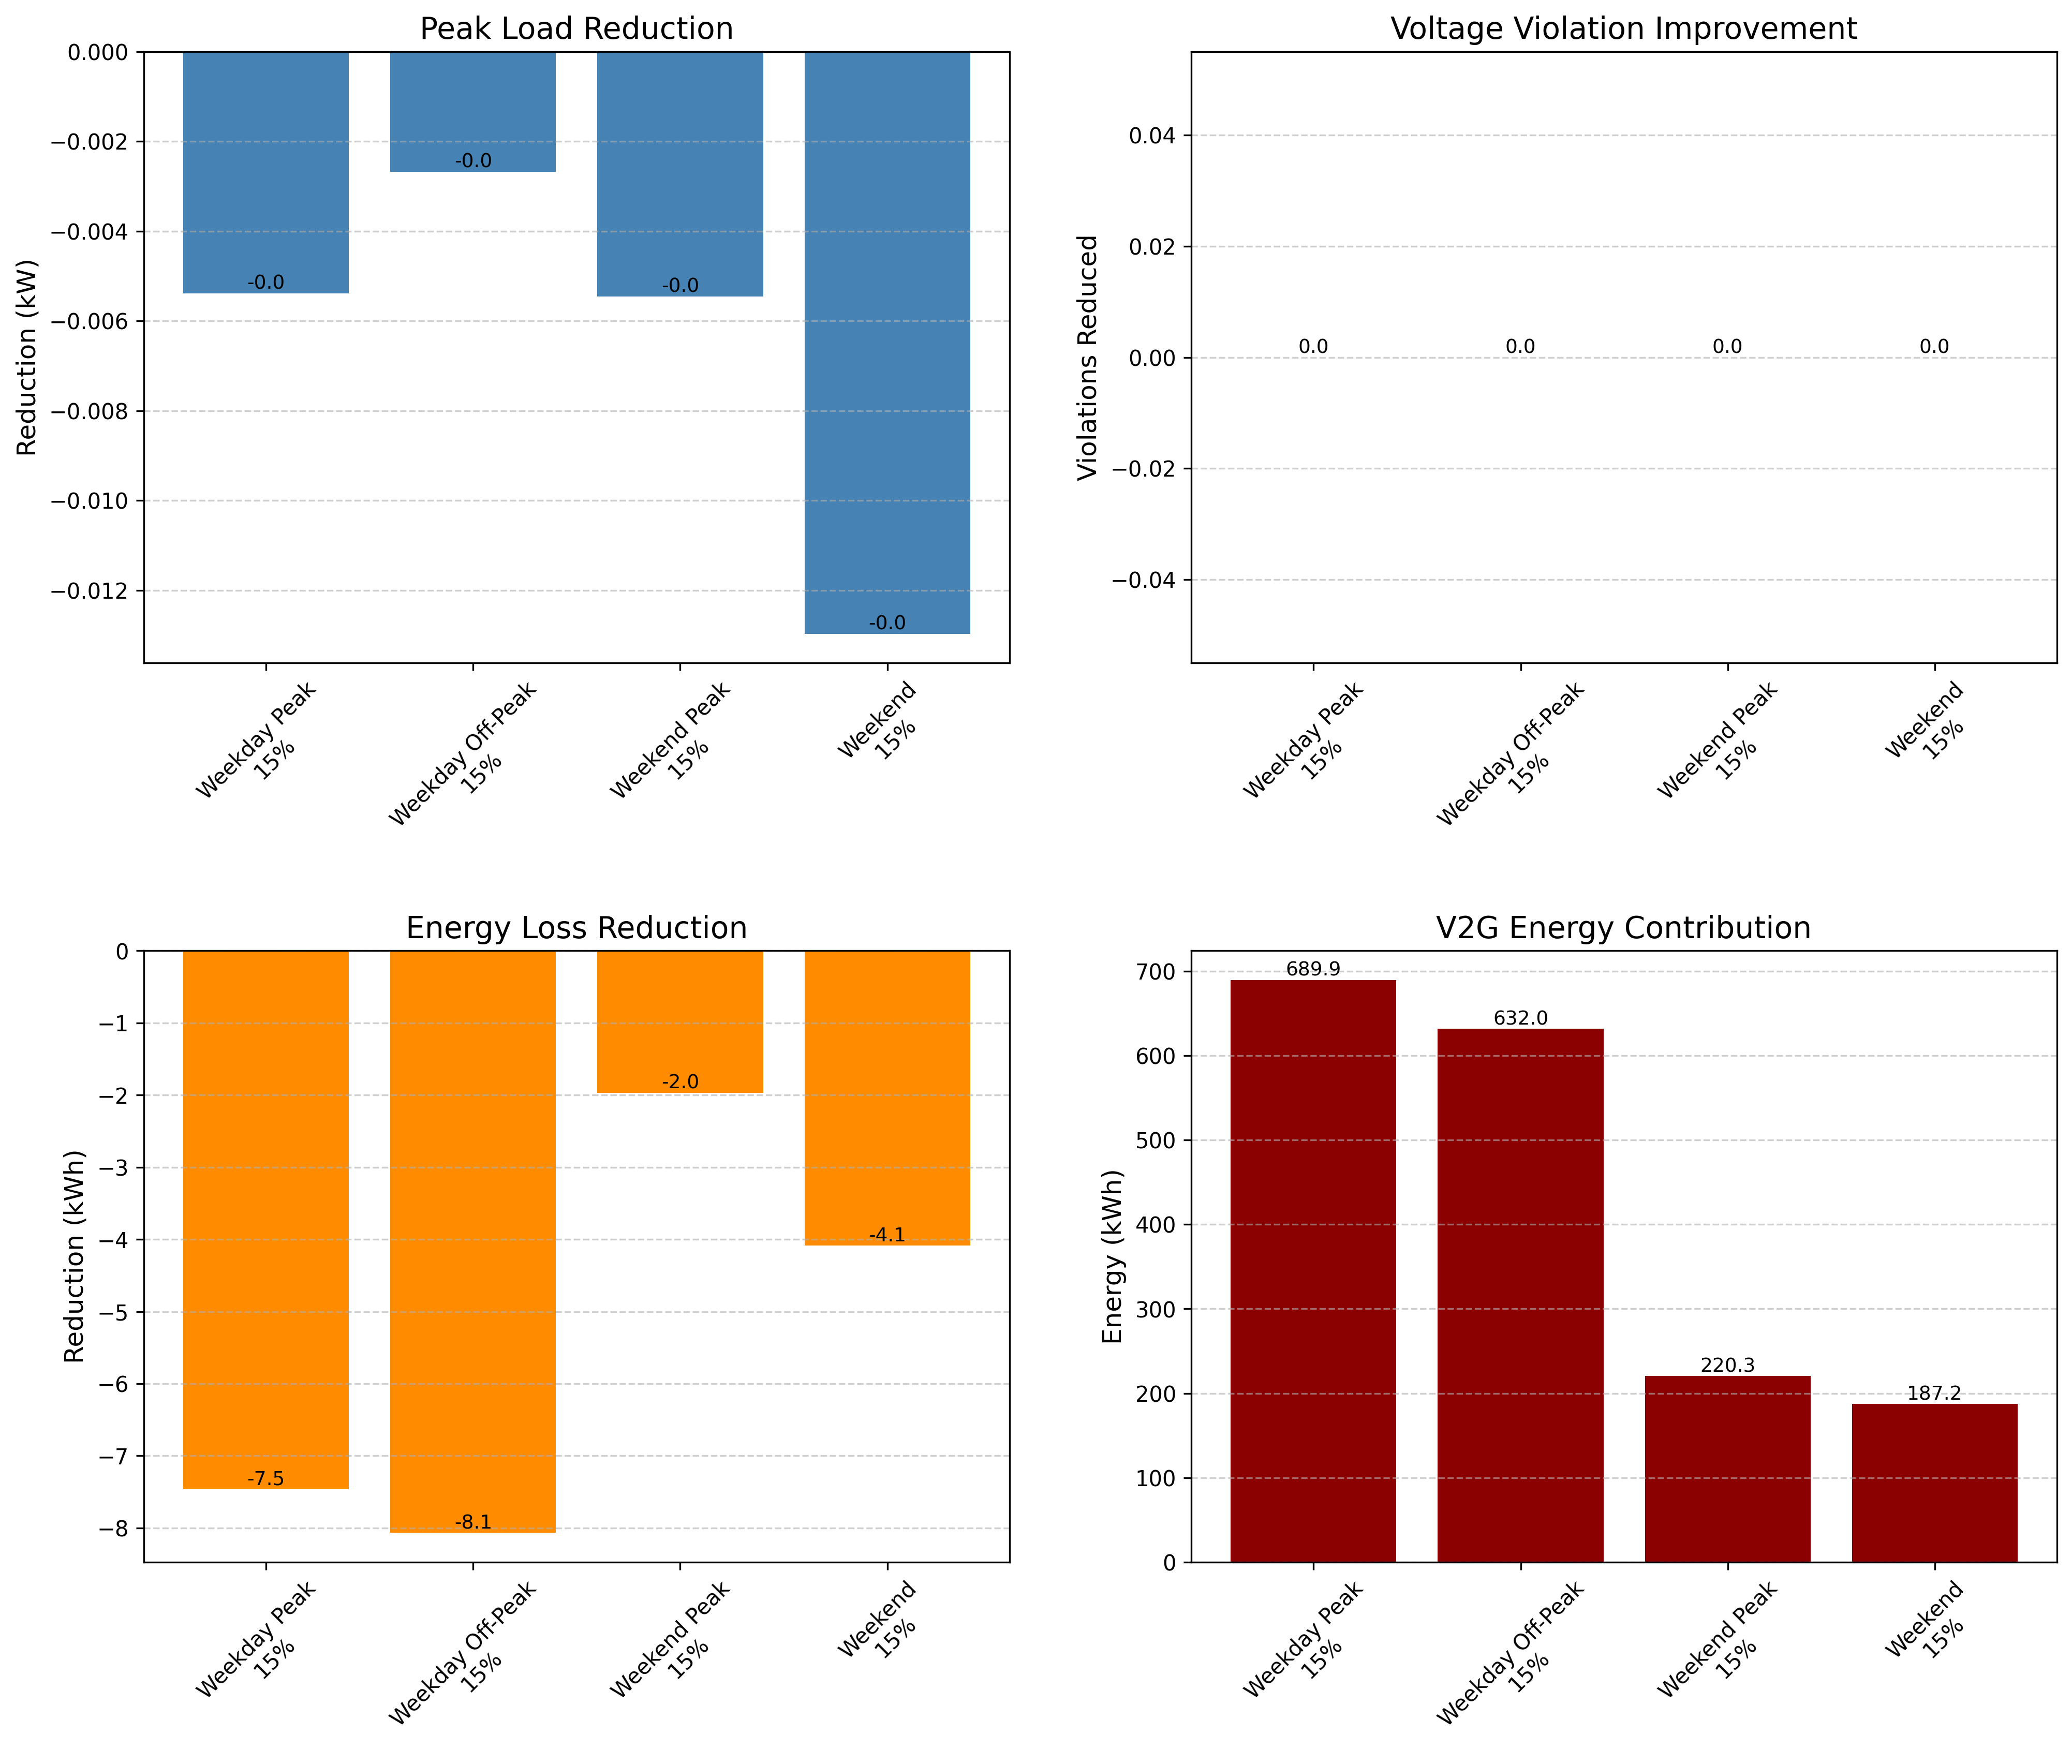 Peak Load Reduction
Reduction (kW)
0.000
−0.002
−0.004
−0.006
−0.008
−0.010
−0.012
-0.0
-0.0
-0.0
-0.0
Weekday Peak
15%
Weekday Off-Peak
15%
Weekend Peak
15%
Weekend
15%
Voltage Violation Improvement
Violations Reduced
0.04
0.02
0.00
−0.02
−0.04
0.0
0.0
0.0
0.0
Weekday Peak
15%
Weekday Off-Peak
15%
Weekend Peak
15%
Weekend
15%
Energy Loss Reduction
Reduction (kWh)
0
−1
−2
−3
−4
−5
−6
−7
−8
-7.5
-8.1
-2.0
-4.1
Weekday Peak
15%
Weekday Off-Peak
15%
Weekend Peak
15%
Weekend
15%
V2G Energy Contribution
Energy (kWh)
700
600
500
400
300
200
100
0
689.9
632.0
220.3
187.2
Weekday Peak
15%
Weekday Off-Peak
15%
Weekend Peak
15%
Weekend
15%